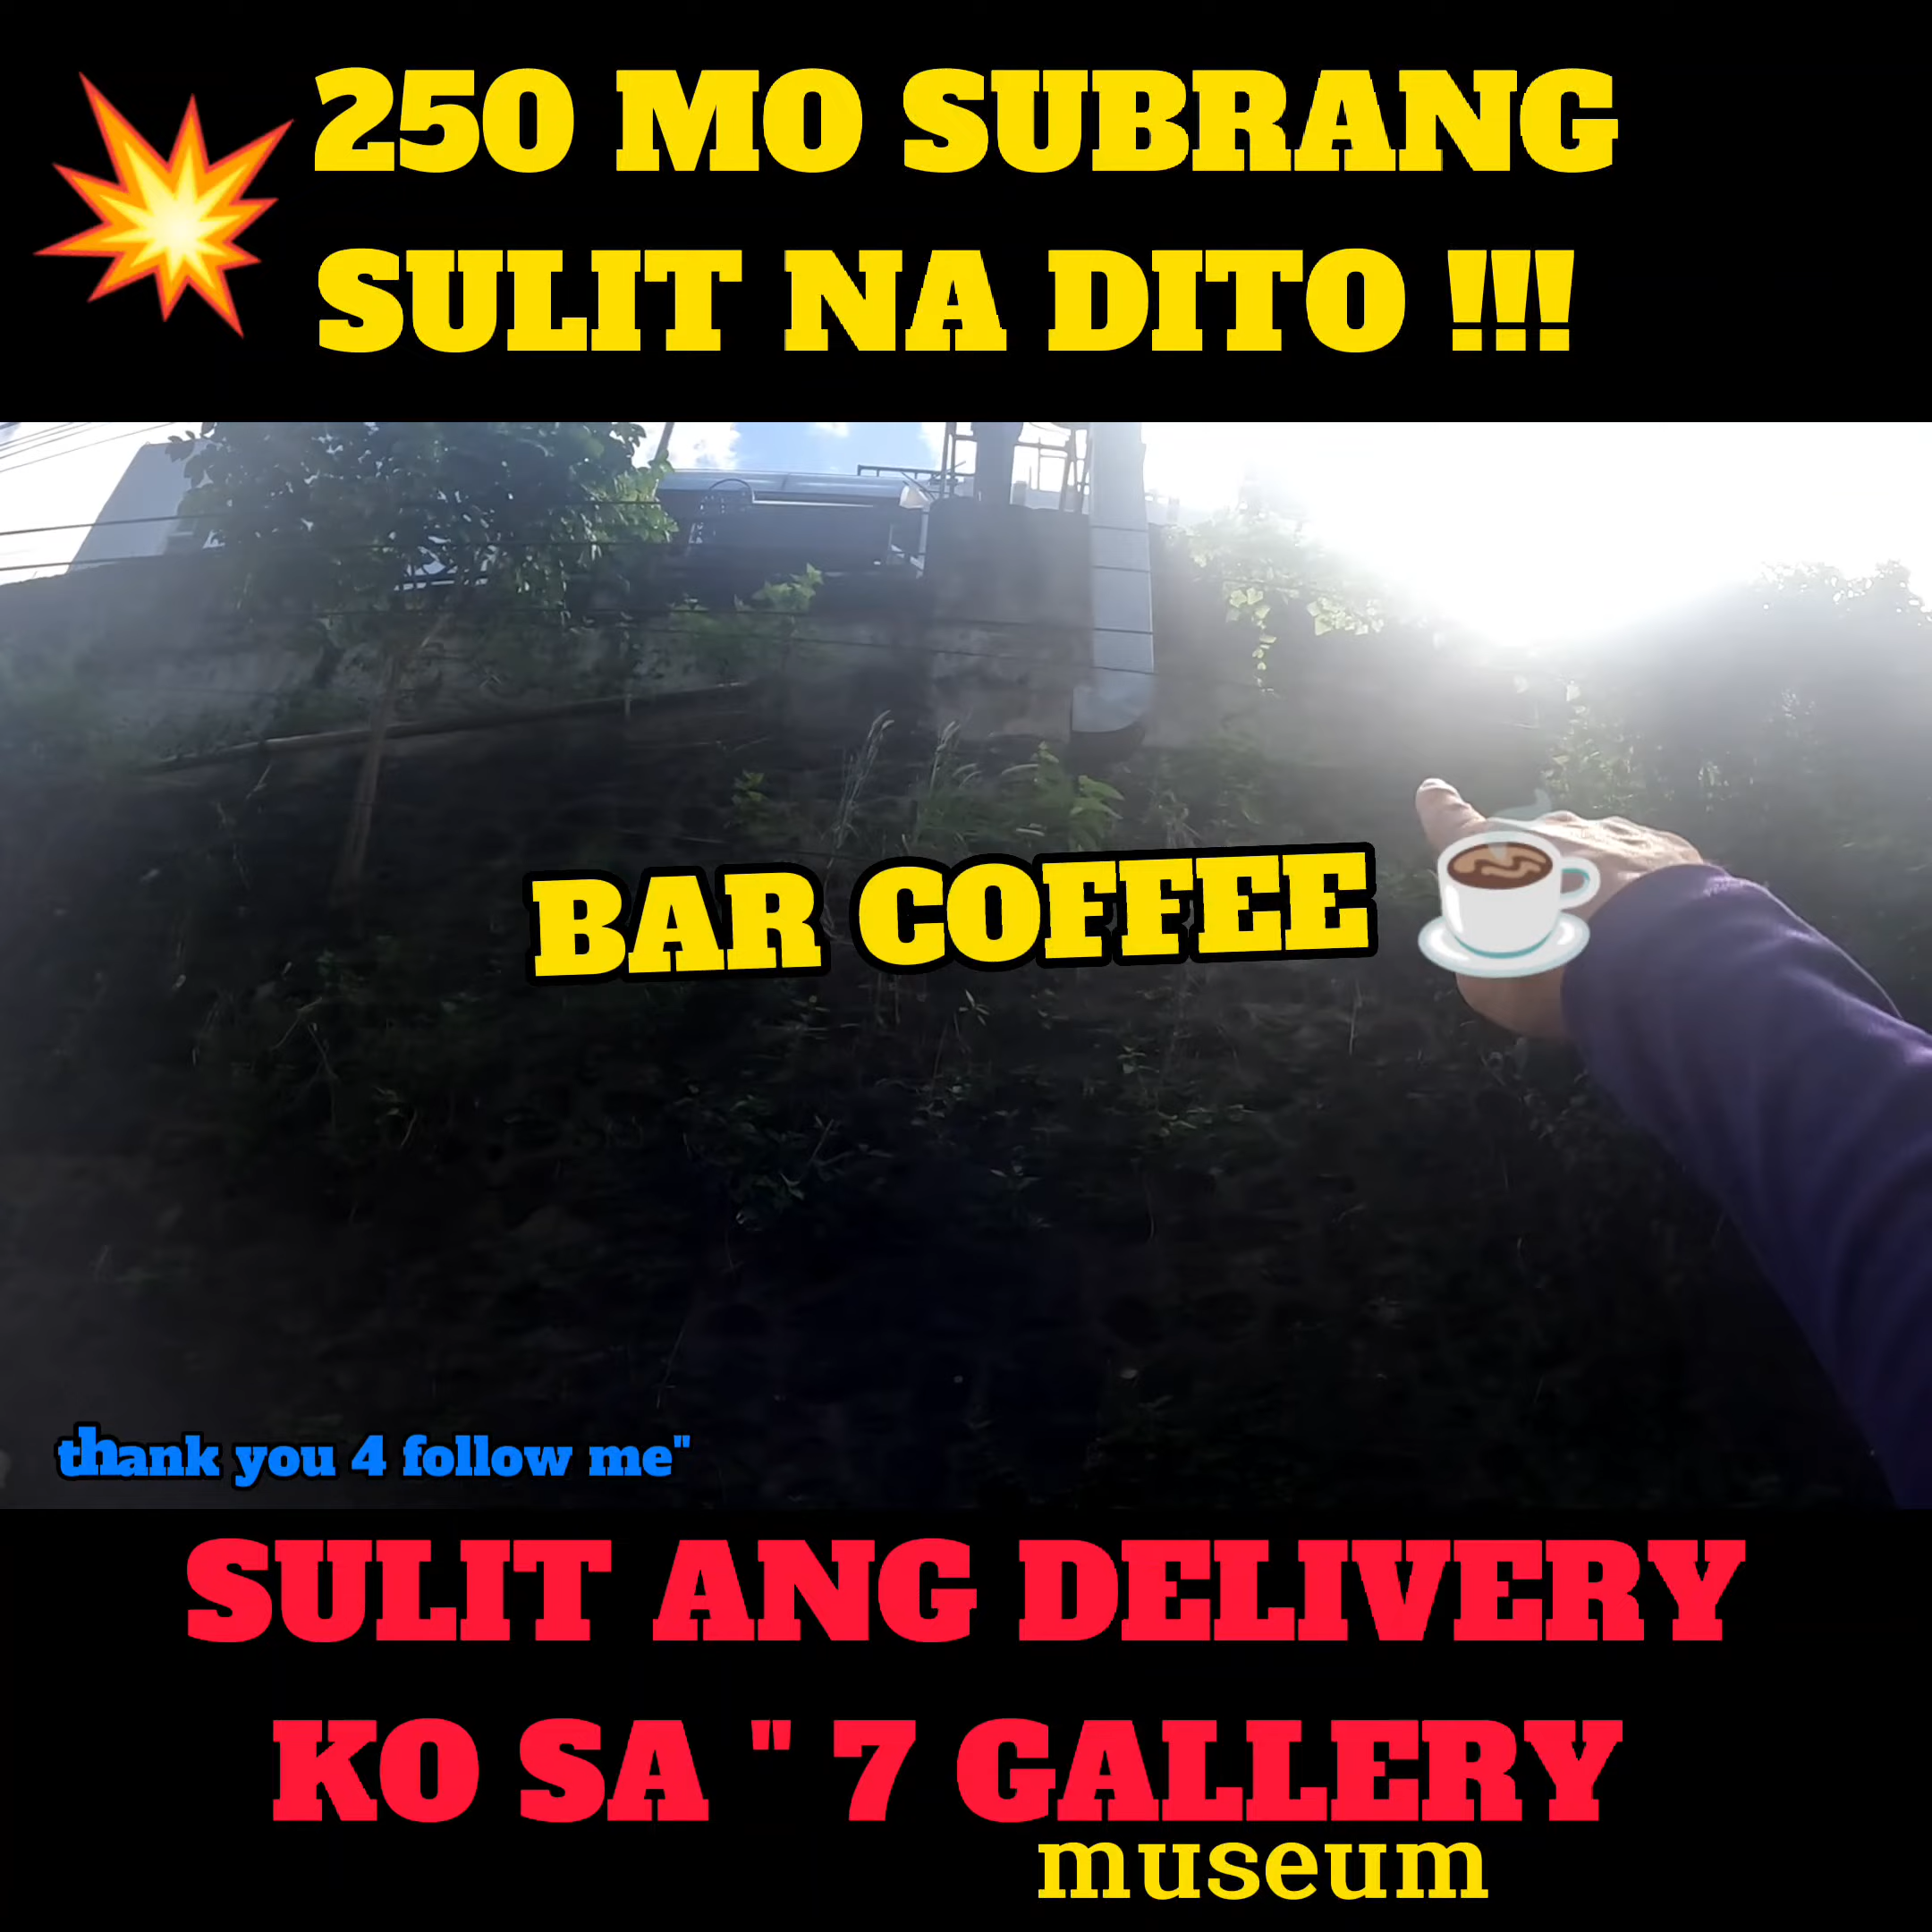 250 MO SUBRANG
SULIT NA DITO !!!
BAR COFFEE
thank you 4 follow me"
SULIT ANG DELIVERY
KO SA " 7 GALLERY
museum